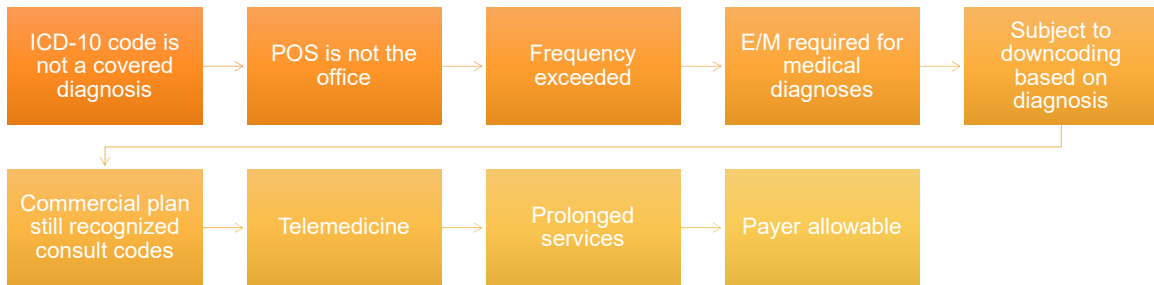 ICD-10 code is
not a covered
diagnosis
POS is not the
office
Frequency
exceeded
E/M required for
medical
diagnoses
Subject to
downcoding
based on
diagnosis
Commercial plan
still recognized
consult codes
Telemedicine
Prolonged
services
Payer allowable